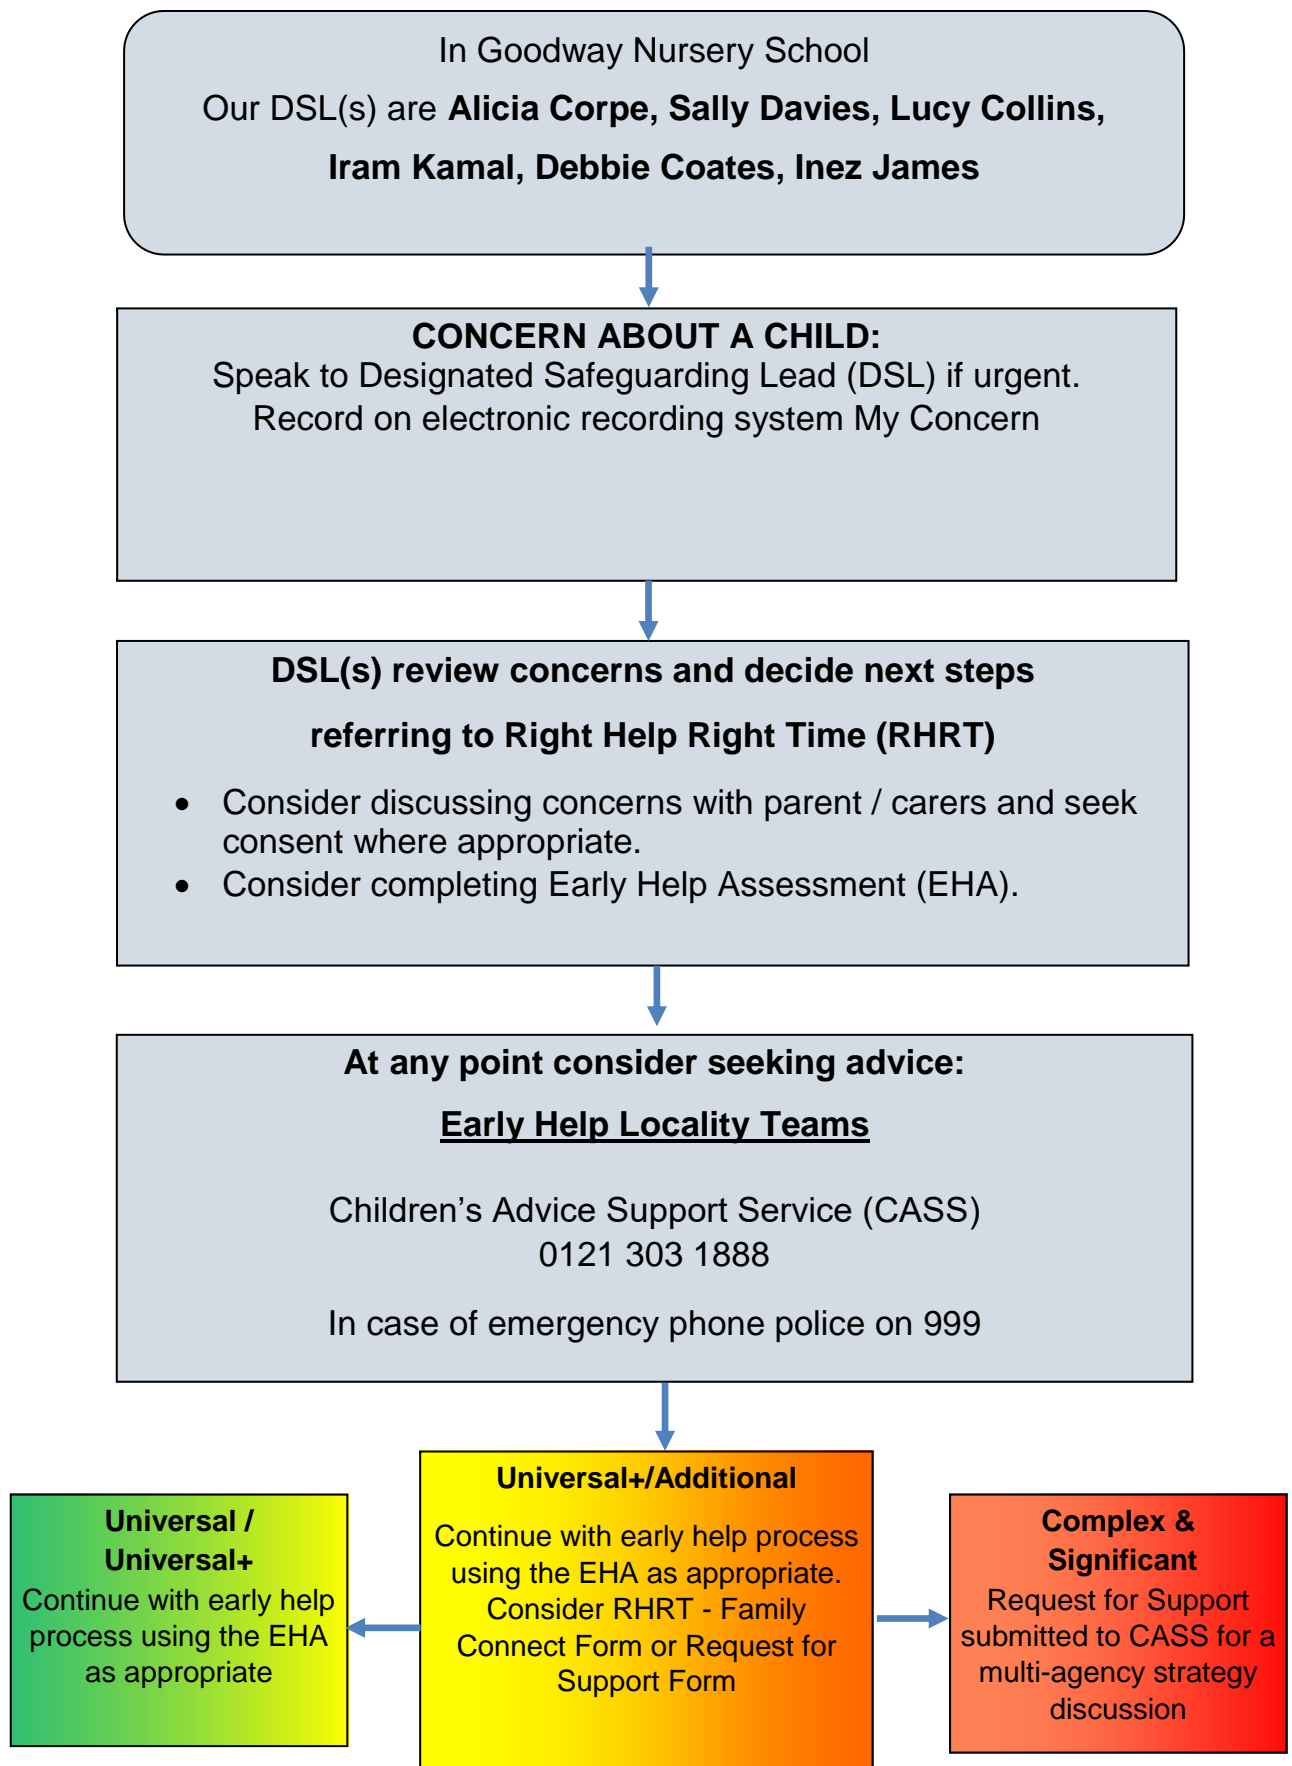 In Goodway Nursery School
Our DSL(s) are Alicia Corpe, Sally Davies, Lucy Collins,
Iram Kamal, Debbie Coates, Inez James
CONCERN ABOUT A CHILD:
Speak to Designated Safeguarding Lead (DSL) if urgent.
Record on electronic recording system My Concern
DSL(s) review concerns and decide next steps
referring to Right Help Right Time (RHRT)
• Consider discussing concerns with parent / carers and seek
consent where appropriate.
• Consider completing Early Help Assessment (EHA).
At any point consider seeking advice:
Early Help Locality Teams
Children’s Advice Support Service (CASS)
0121 303 1888
In case of emergency phone police on 999
Universal /
Universal+
Continue with early help
process using the EHA
as appropriate
Universal+/Additional
Continue with early help process
using the EHA as appropriate.
Consider RHRT - Family
Connect Form or Request for
Support Form
Complex &
Significant
Request for Support
submitted to CASS for a
multi-agency strategy
discussion